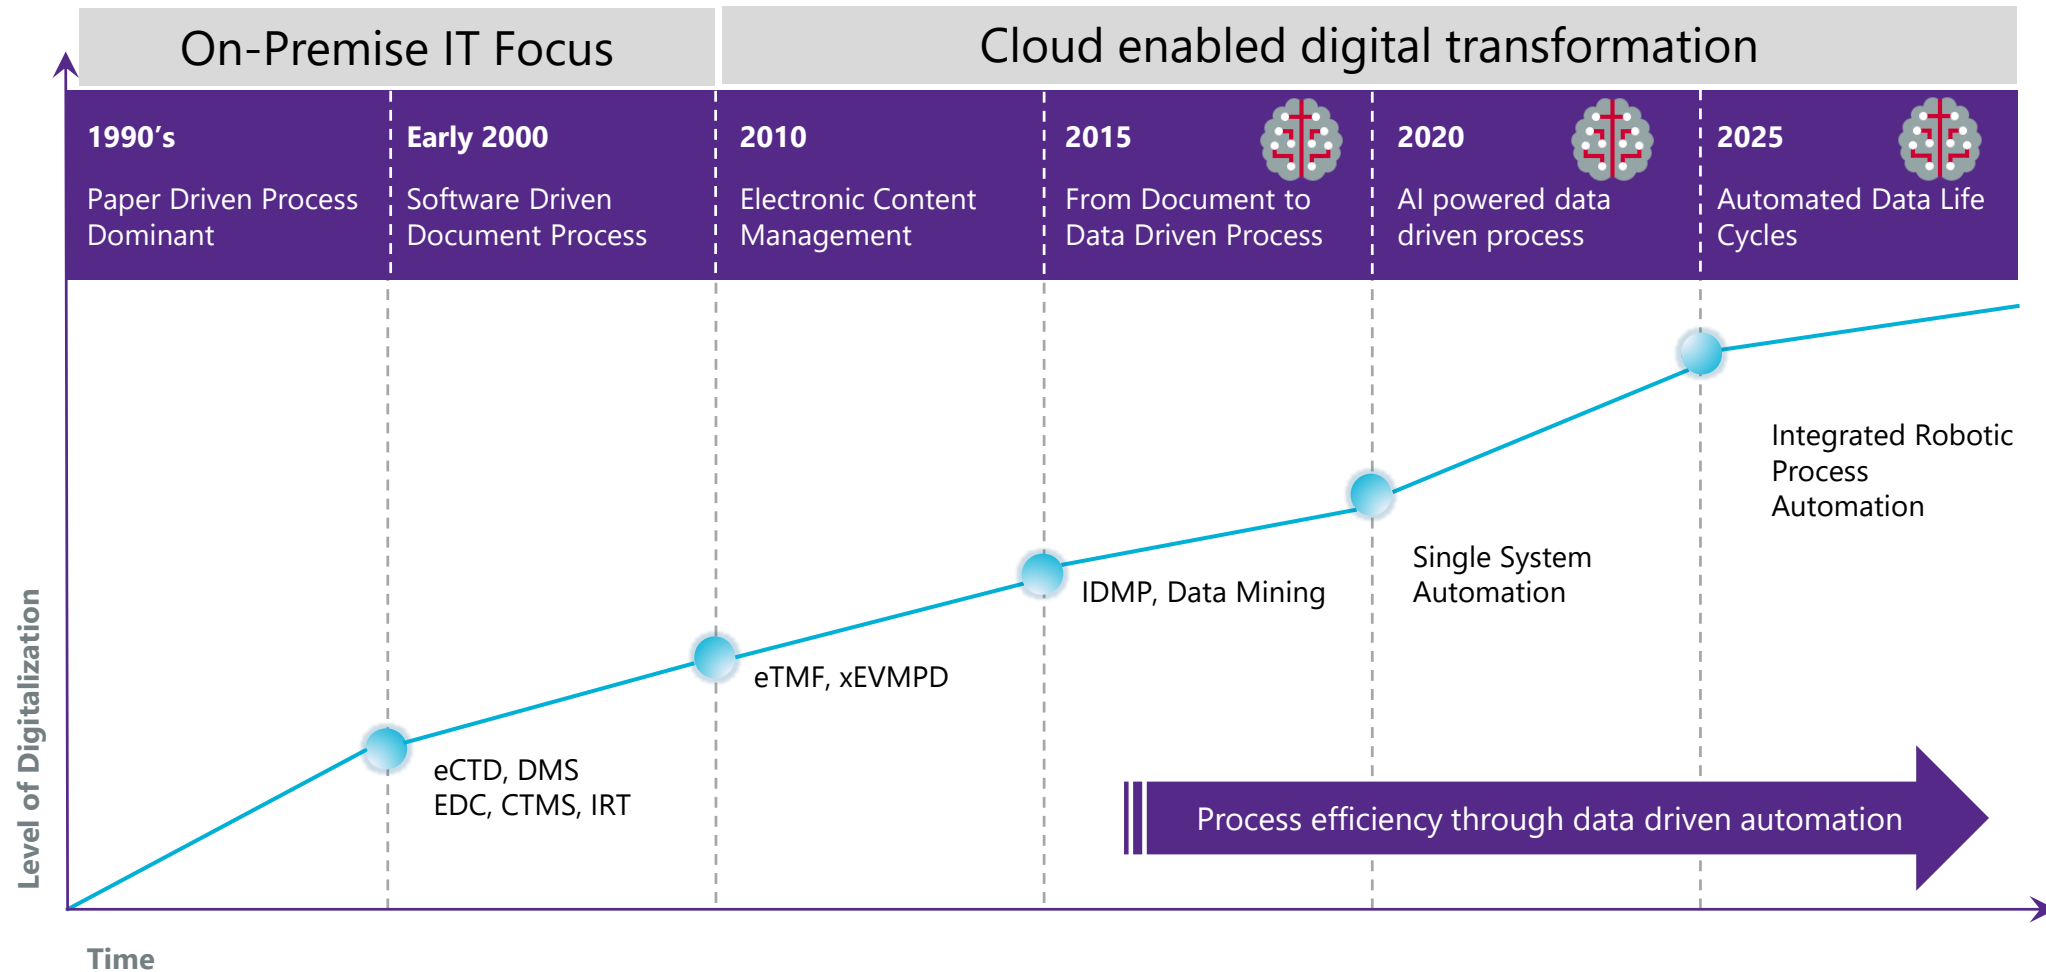 On-Premise IT Focus
Cloud enabled digital transformation
1990's
Paper Driven Process
Dominant
Early 2000
Software Driven
Document Process
2010
Electronic Content
Management
2015
From Document to
Data Driven Process
2020
AI powered data
driven process
2025
Automated Data Life
Cycles
Integrated Robotic
Process
Automation
Single System
Automation
IDMP, Data Mining
eTMF, xEVMPD
eCTD, DMS
EDC, CTMS, IRT
Process efficiency through data driven automation
Level of Digitalization
Time